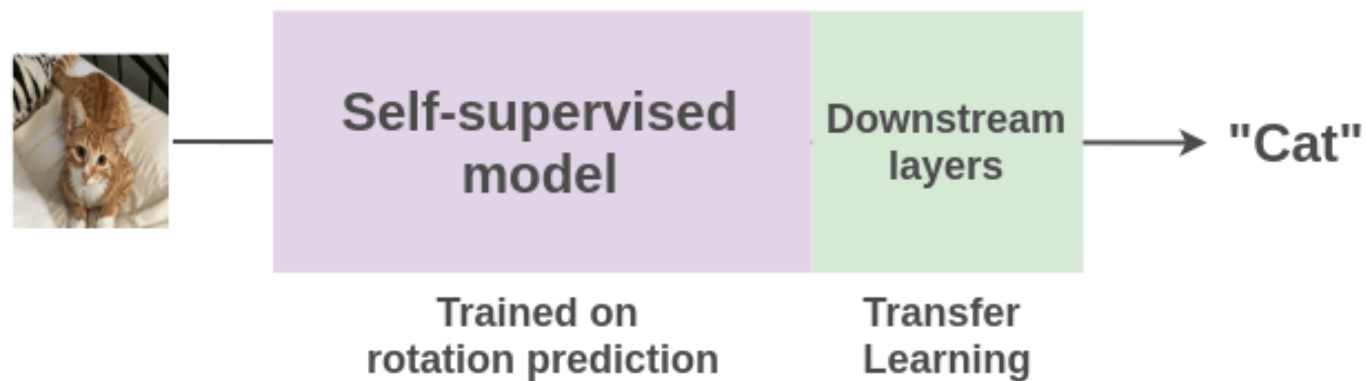 Self-supervised
model
Downstream
layers
"Cat"
Trained on
rotation prediction
Transfer
Learning